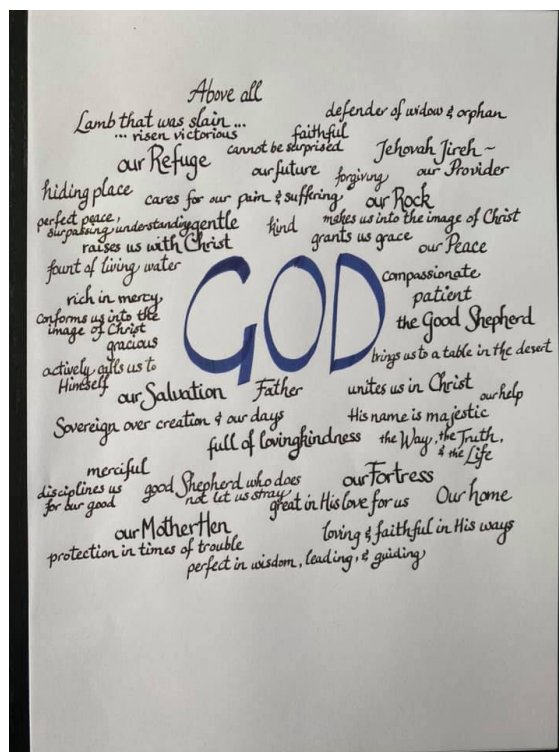 Above all
Lamb that was slain ...
... risen victorious
defender of widow & orphan
faithful
our Refuge
cannot be surprised
Jehovah Jireh ~
our Provider
our future
forgiving
hiding place
cares for our pain & suffering
our Rock
perfect peace,
surpassing understanding
gentle
kind
makes us into the image of Christ
raises us with Christ
grants us grace
our Peace
fount of living water
GOD
compassionate
rich in mercy
patient
conforms us into the
image of Christ
the Good Shepherd
gracious
brings us to a table in the desert
actively calls us to
Himself
our Salvation
Father
unites us in Christ
our help
Sovereign over creation & our days
His name is majestic
full of lovingkindness
the Way, the Truth,
& the Life
merciful
disciplines us
for our good
good Shepherd who does
not let us stray
our Fortress
great in His love for us
Our home
our Mother Hen
loving & faithful in His ways
protection in times of trouble
perfect in wisdom, leading, & guiding